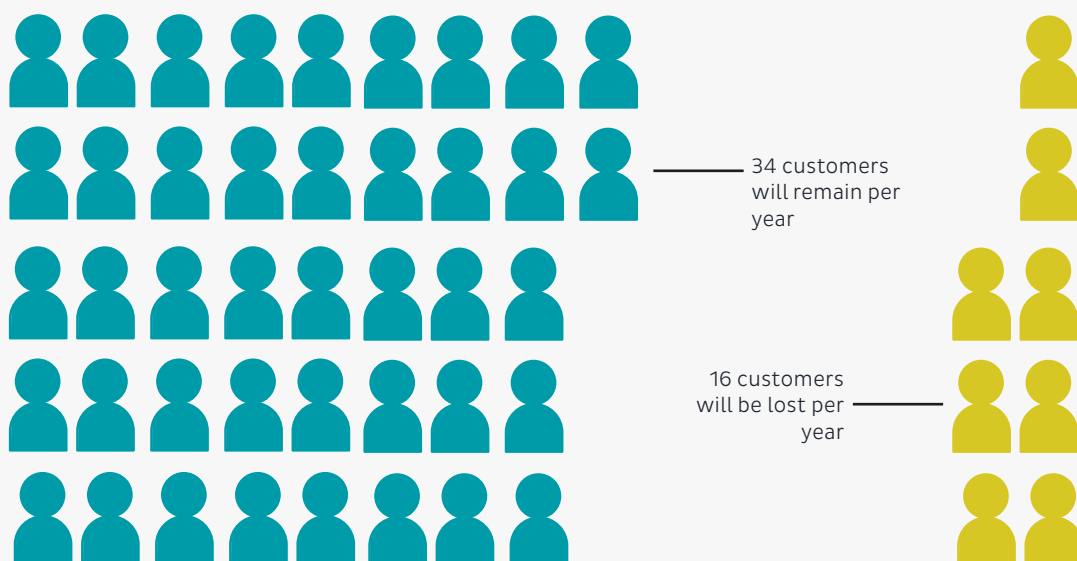 34 customers
will remain per
year
16 customers
will be lost per
year